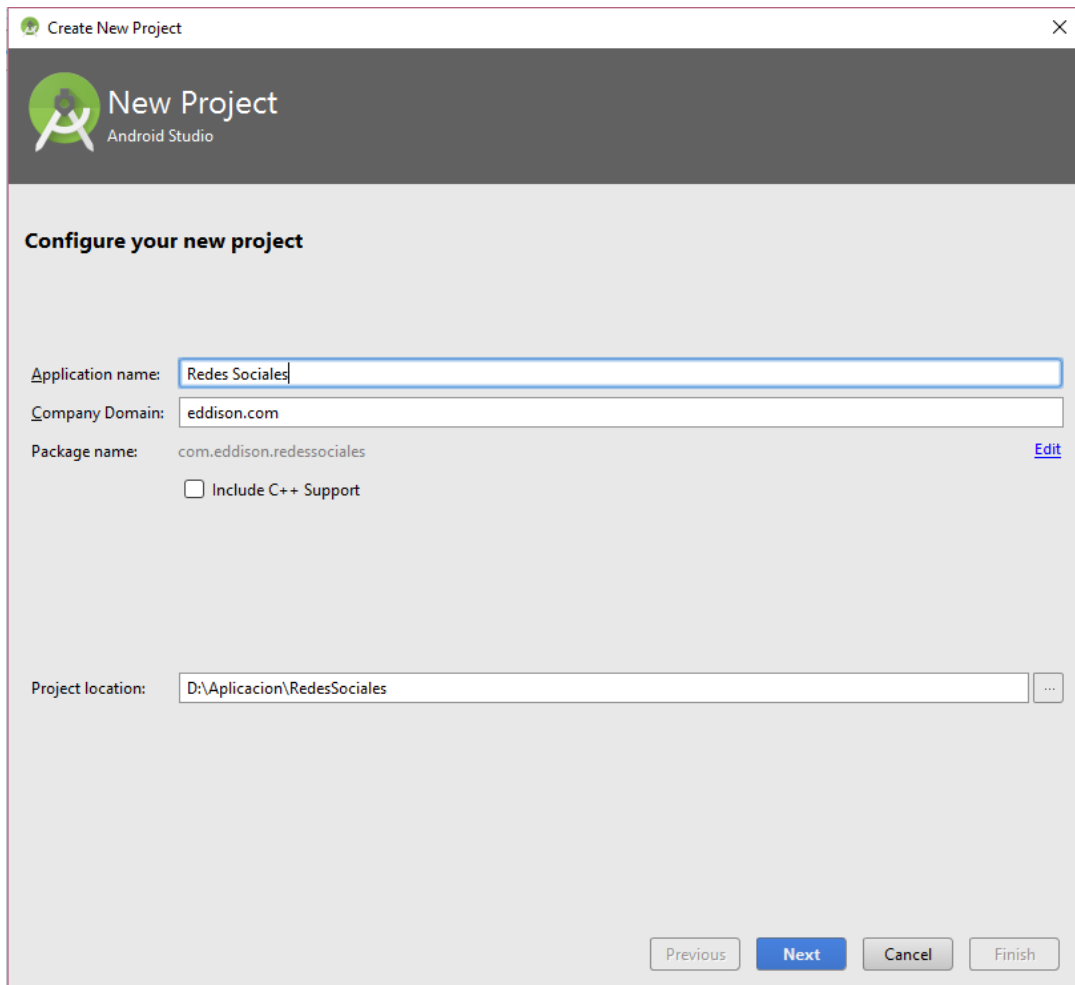 Create New Project
New Project
Android Studio
Configure your new project
Application name: Redes Sociales
Company Domain: eddison.com
Package name: com.eddison.redessociales Edit
Include C++ Support
Project location: D:\Aplicacion\RedesSociales ...
Previous Next Cancel Finish